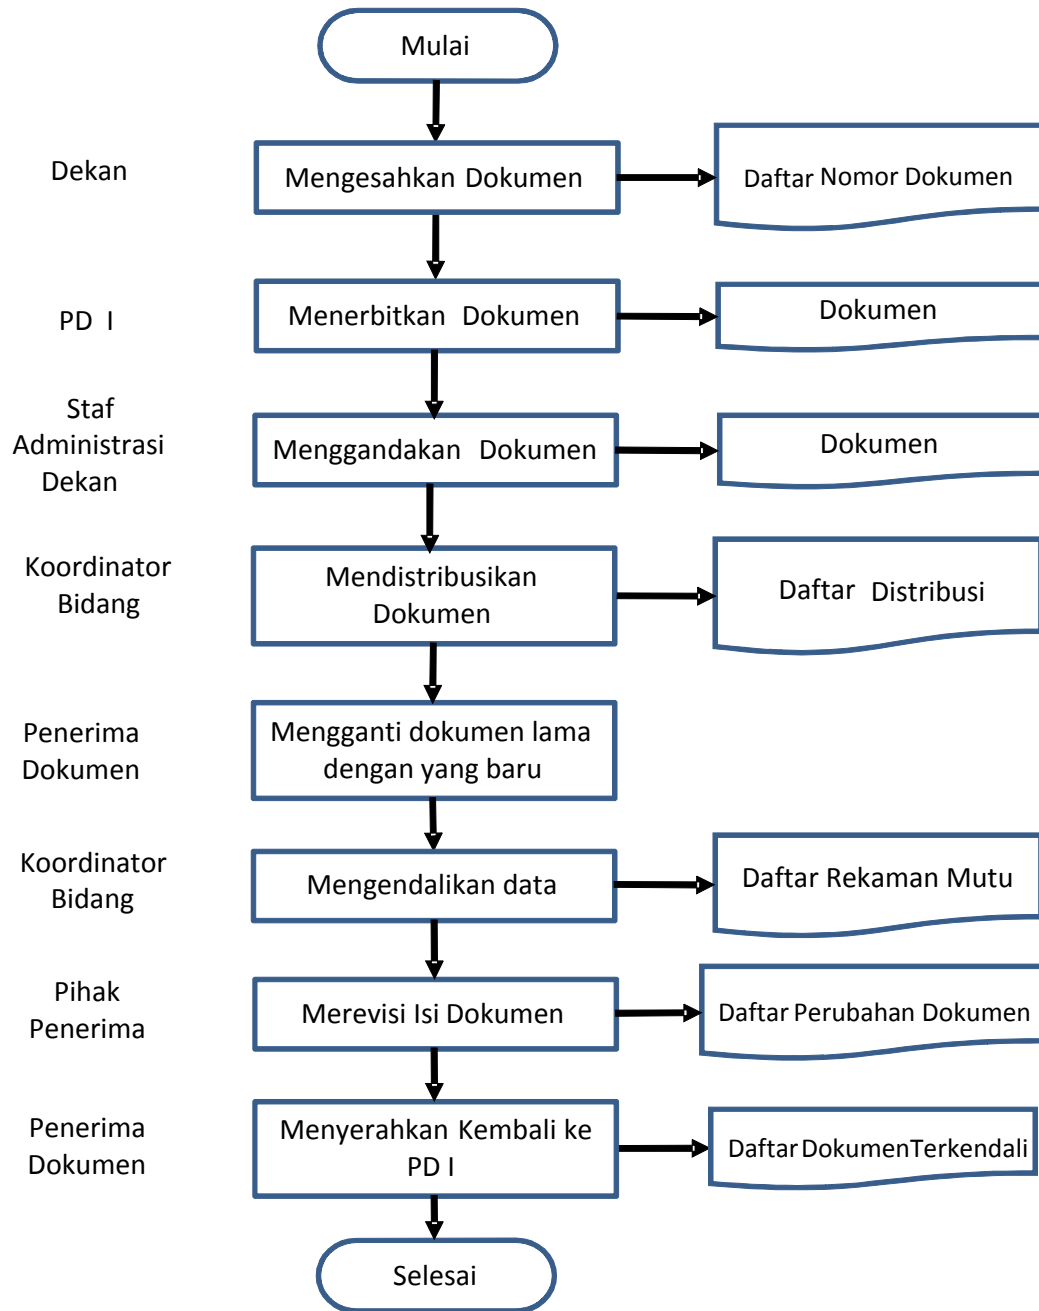 Mulai
Dekan
Mengesahkan Dokumen
Daftar Nomor Dokumen
PD I
Menerbitkan Dokumen
Dokumen
Staf
Administrasi
Dekan
Menggandakan Dokumen
Dokumen
Koordinator
Bidang
Mendistribusikan
Dokumen
Daftar Distribusi
Penerima
Dokumen
Mengganti dokumen lama
dengan yang baru
Koordinator
Bidang
Mengendalikan data
Daftar Rekaman Mutu
Pihak
Penerima
Merevisi Isi Dokumen
Daftar Perubahan Dokumen
Penerima
Dokumen
Menyerahkan Kembali ke
PD I
Daftar Dokumen Terkendali
Selesai